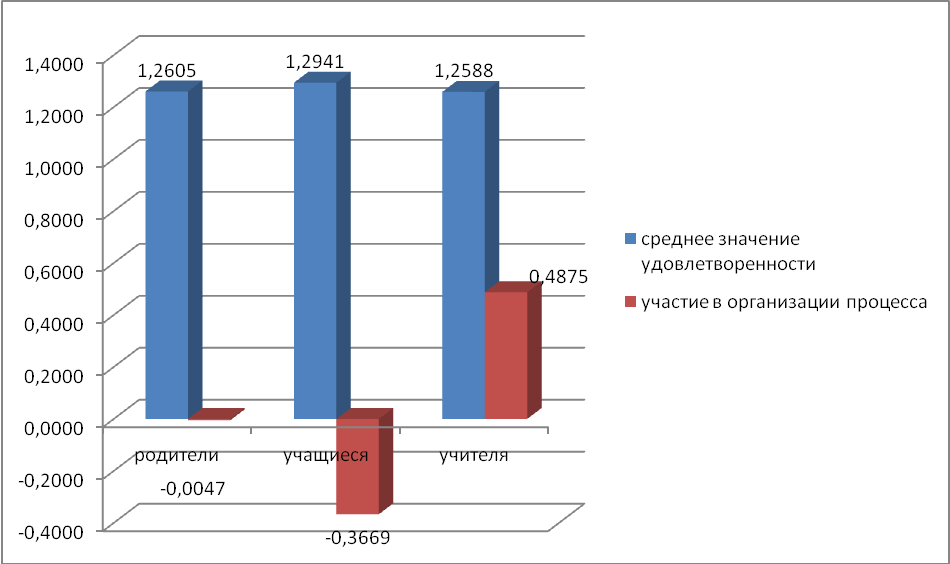 1,4000
1,2000
1,0000
0,8000
0,6000
0,4000
0,2000
0,0000
-0,2000
-0,4000
1,2605
1,2941
1,2588
0,4875
родители
учащиеся
учителя
-0,0047
-0,3669
среднее значение
удовлетворенности
участие в организации процесса